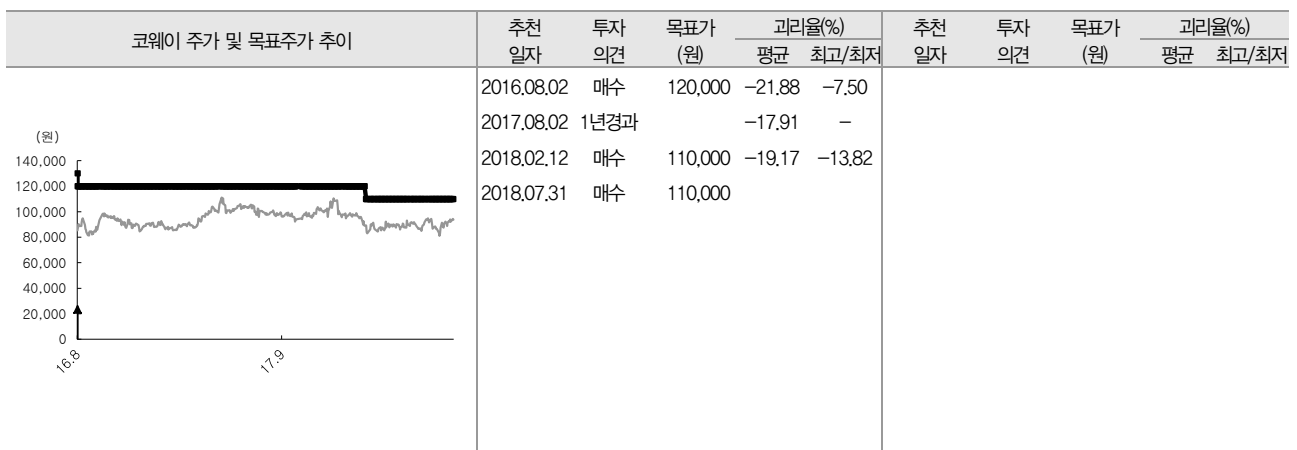 코웨이 주가 및 목표주가 추이
추천 투자 목표가 괴리율(%) 추천 투자 목표가 괴리율(%)
일자 의견 (원) 평균 최고/최저 일자 의견 (원) 평균 최고/최저
2016.08.02 매수 120,000 -21.88 -7.50
2017.08.02 1년경과 -17.91 -
2018.02.12 매수 110,000 -19.17 -13.82
2018.07.31 매수 110,000
(원)
140,000
120,000
100,000
80,000
60,000
40,000
20,000
0
16.8 17.9